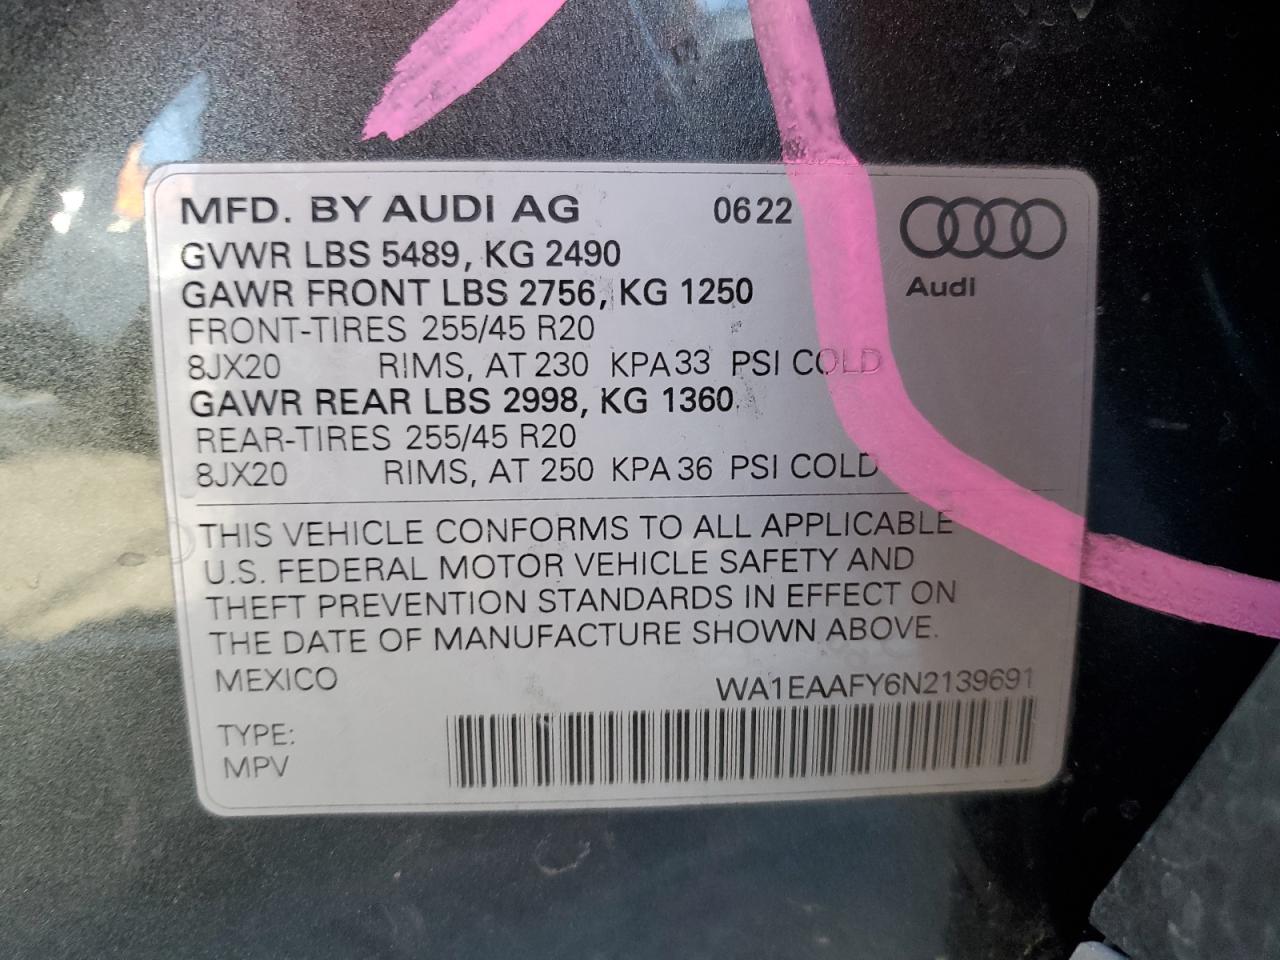 MFD. BY AUDI AG 0622
GVWR LBS 5489, KG 2490
GAWR FRONT LBS 2756, KG 1250
FRONT-TIRES 255/45 R20
8JX20 RIMS, AT 230 KPA 33 PSI COLD
GAWR REAR LBS 2998, KG 1360
REAR-TIRES 255/45 R20
8JX20 RIMS, AT 250 KPA 36 PSI COLD
Audi
THIS VEHICLE CONFORMS TO ALL APPLICABLE
U.S. FEDERAL MOTOR VEHICLE SAFETY AND
THEFT PREVENTION STANDARDS IN EFFECT ON
THE DATE OF MANUFACTURE SHOWN ABOVE.
MEXICO WA1EAAFY6N2139691
TYPE:
MPV